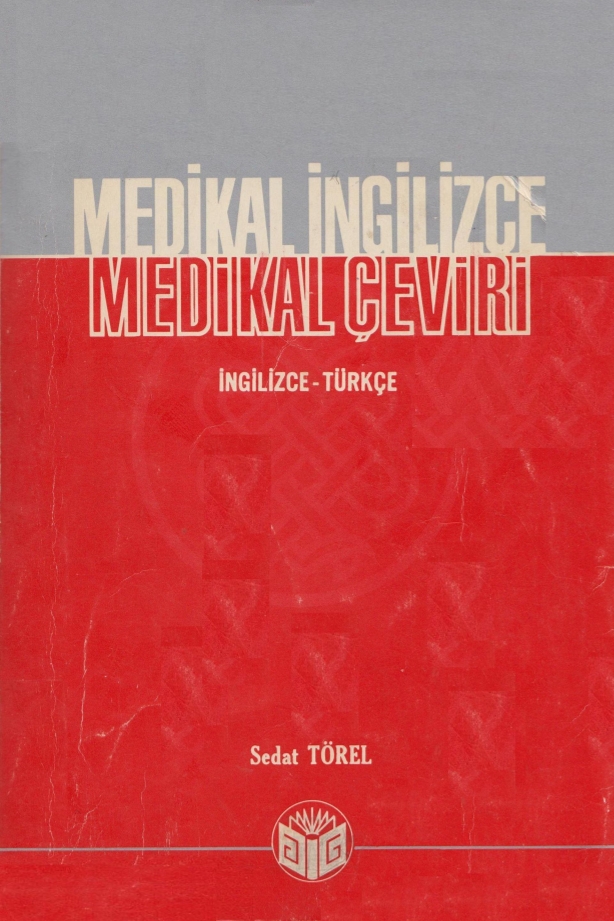 MEDİKAL İNGİLİZCE
MEDİKAL ÇEVİRİ
İNGİLİZCE - TÜRKÇE
Sedat TÖREL